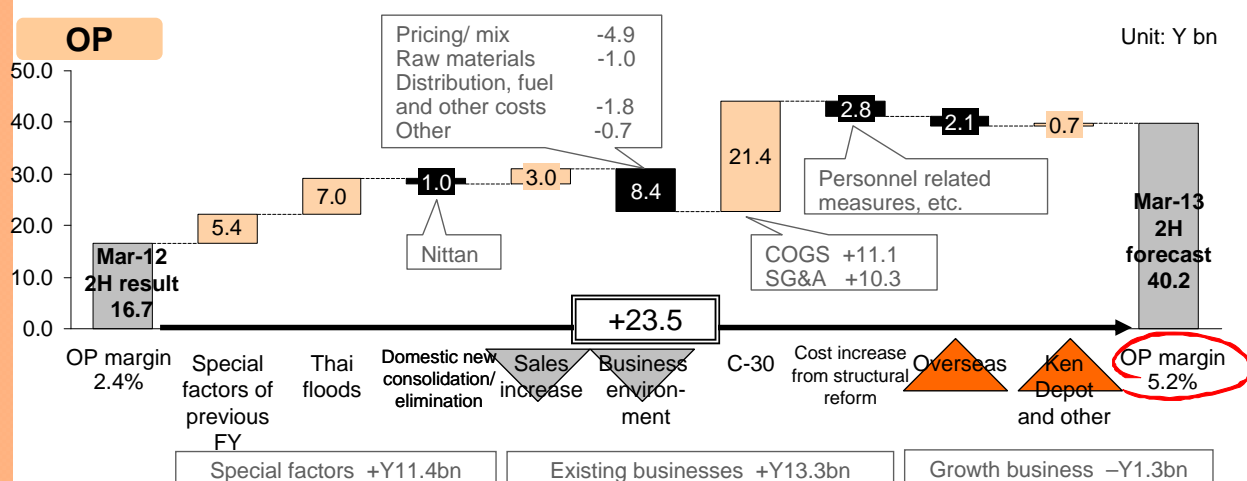 OP
Unit: Y bn
Pricing/ mix -4.9
Raw materials -1.0
Distribution, fuel
and other costs -1.8
Other -0.7
50.0
40.0
30.0
20.0
10.0
0.0
Mar-12
2H result
16.7
5.4
7.0
1.0
3.0
8.4
21.4
2.8
2.1
0.7
Mar-13
2H
forecast
40.2
Nittan
COGS +11.1
SG&A +10.3
Personnel related
measures, etc.
+23.5
OP margin
2.4%
Special
factors of
previous
FY
Thai
floods
Domestic new
consolidation/
elimination
Sales
increase
Business
environ-
ment
C-30
Cost increase
from structural
reform
Overseas
Ken
Depot
and other
OP margin
5.2%
Special factors +Y11.4bn
Existing businesses +Y13.3bn
Growth business –Y1.3bn